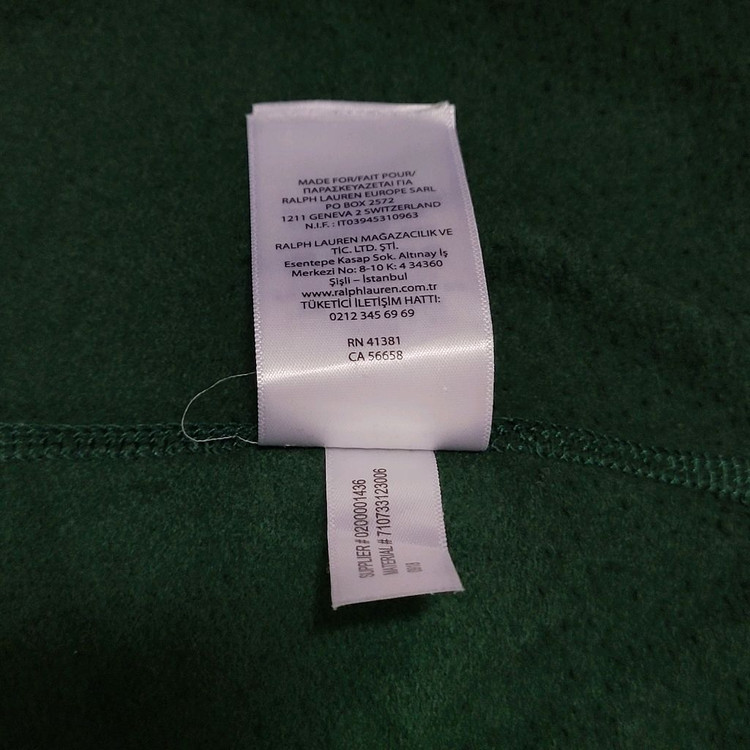 MADE FOR/FAIT POUR/
ΠΑΡΑΣΚΕΥΑΖΕΤΑΙ ΓΙΑ
RALPH LAUREN EUROPE SARL
PO BOX 2572
1211 GENEVA 2 SWITZERLAND
N.I.F. : IT03945310963
RALPH LAUREN MAĞAZACILIK VE
TİC. LTD. ŞTİ.
Esentepe Kasap Sok. Altınay İş
Merkezi No: 8-10 K: 4 34360
Şişli – İstanbul
www.ralphlauren.com.tr
TÜKETİCİ İLETİŞİM HATTI:
0212 345 69 69
RN 41381
CA 56658
SUPPLIER # 0200001436
MATERIAL # 710733123006